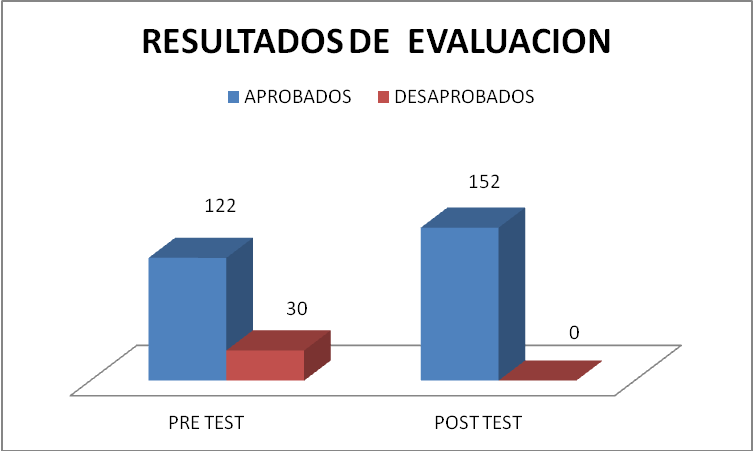 RESULTADOS DE EVALUACION
APROBADOS DESAPROBADOS
122
30
152
0
PRE TEST POST TEST